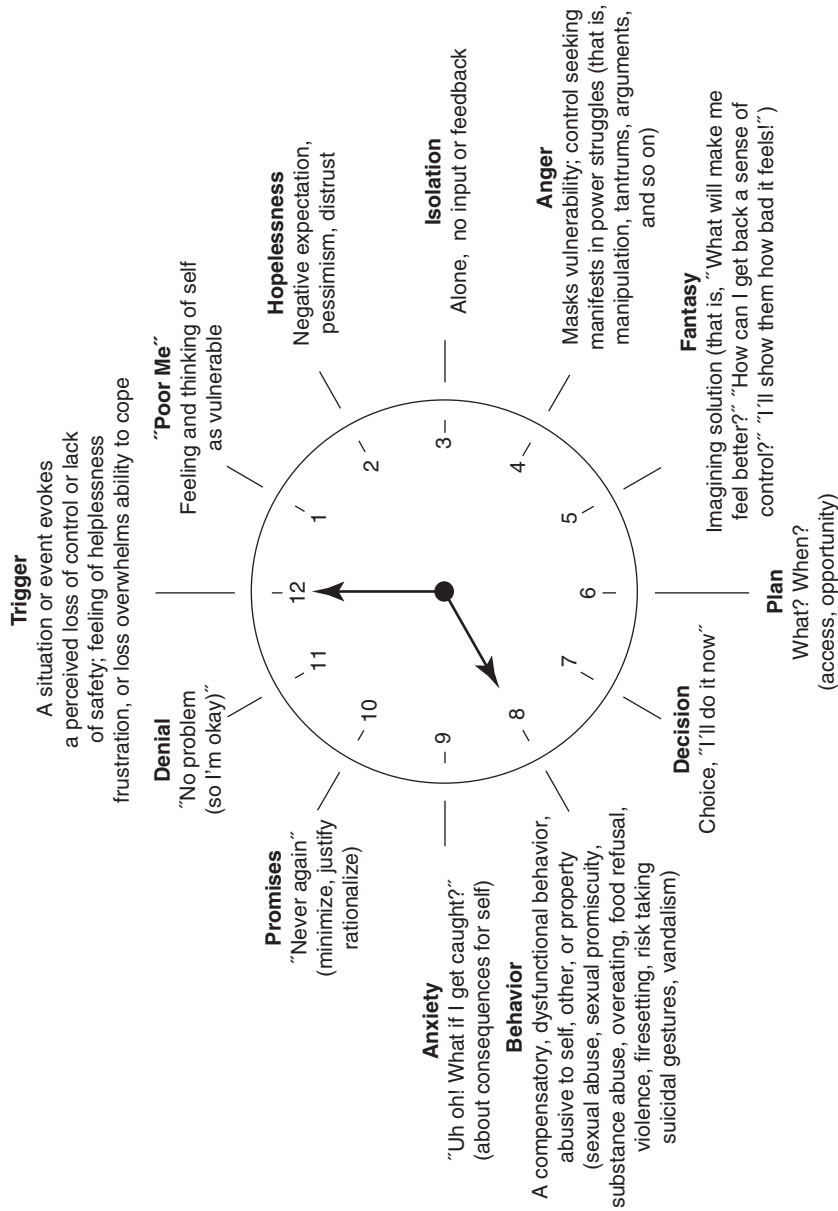 Trigger
A situation or event evokes
a perceived loss of control or lack
of safety; feeling of helplessness
frustration, or loss overwhelms ability to cope
˝Poor Me˝
Feeling and thinking of self
as vulnerable
Hopelessness
Negative expectation,
pessimism, distrust
Isolation
Alone, no input or feedback
Anger
Masks vulnerability; control seeking
manifests in power struggles (that is,
manipulation, tantrums, arguments,
and so on)
Fantasy
Imagining solution (that is, ˝What will make me
feel better?˝ ˝How can I get back a sense of
control?˝ ˝I´ll show them how bad it feels!˝)
Plan
What? When?
(access, opportunity)
Decision
Choice, ˝I´ll do it now˝
Behavior
A compensatory, dysfunctional behavior,
abusive to self, other, or property
(sexual abuse, sexual promiscuity,
substance abuse, overeating, food refusal,
violence, firesetting, risk taking
suicidal gestures, vandalism)
Anxiety
˝Uh oh! What if I get caught?˝
(about consequences for self)
Promises
˝Never again˝
(minimize, justify
rationalize)
Denial
˝No problem
(so I’m okay)˝
12
1
2
3
4
5
6
7
8
9
10
11